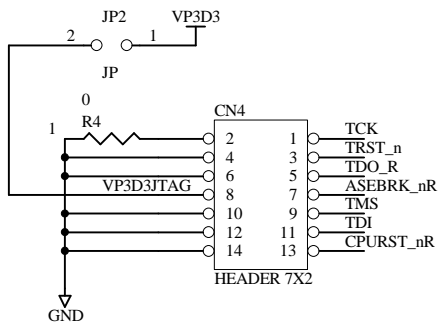 JP2
VP3D3
2 1
JP
0
R4
1
CN4
2 1 TCK
4 3 TRST_n
6 5 TDO_R
VP3D3JTAG 8 7 ASEBRK_nR
10 9 TMS
12 11 TDI
14 13 CPURST_nR
HEADER 7X2
GND